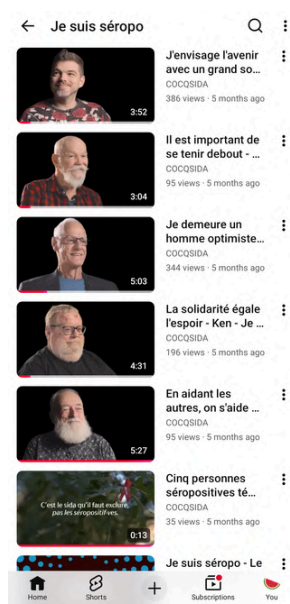 Je suis séropo
J'envisage l'avenir
avec un grand so...
COCQSIDA
386 views · 5 months ago
3:52
Il est important de
se tenir debout - ...
COCQSIDA
95 views · 5 months ago
3:04
Je demeure un
homme optimiste...
COCQSIDA
344 views · 5 months ago
5:03
La solidarité égale
l'espoir - Ken - Je ...
COCQSIDA
196 views · 5 months ago
4:31
En aidant les
autres, on s'aide ...
COCQSIDA
95 views · 5 months ago
5:27
C'est le sida qu'il faut exclure,
pas les séropositif·ves.
0:13
Cinq personnes
séropositives té...
COCQSIDA
35 views · 5 months ago
Je suis séropo - Le
Home
Shorts
Subscriptions
You